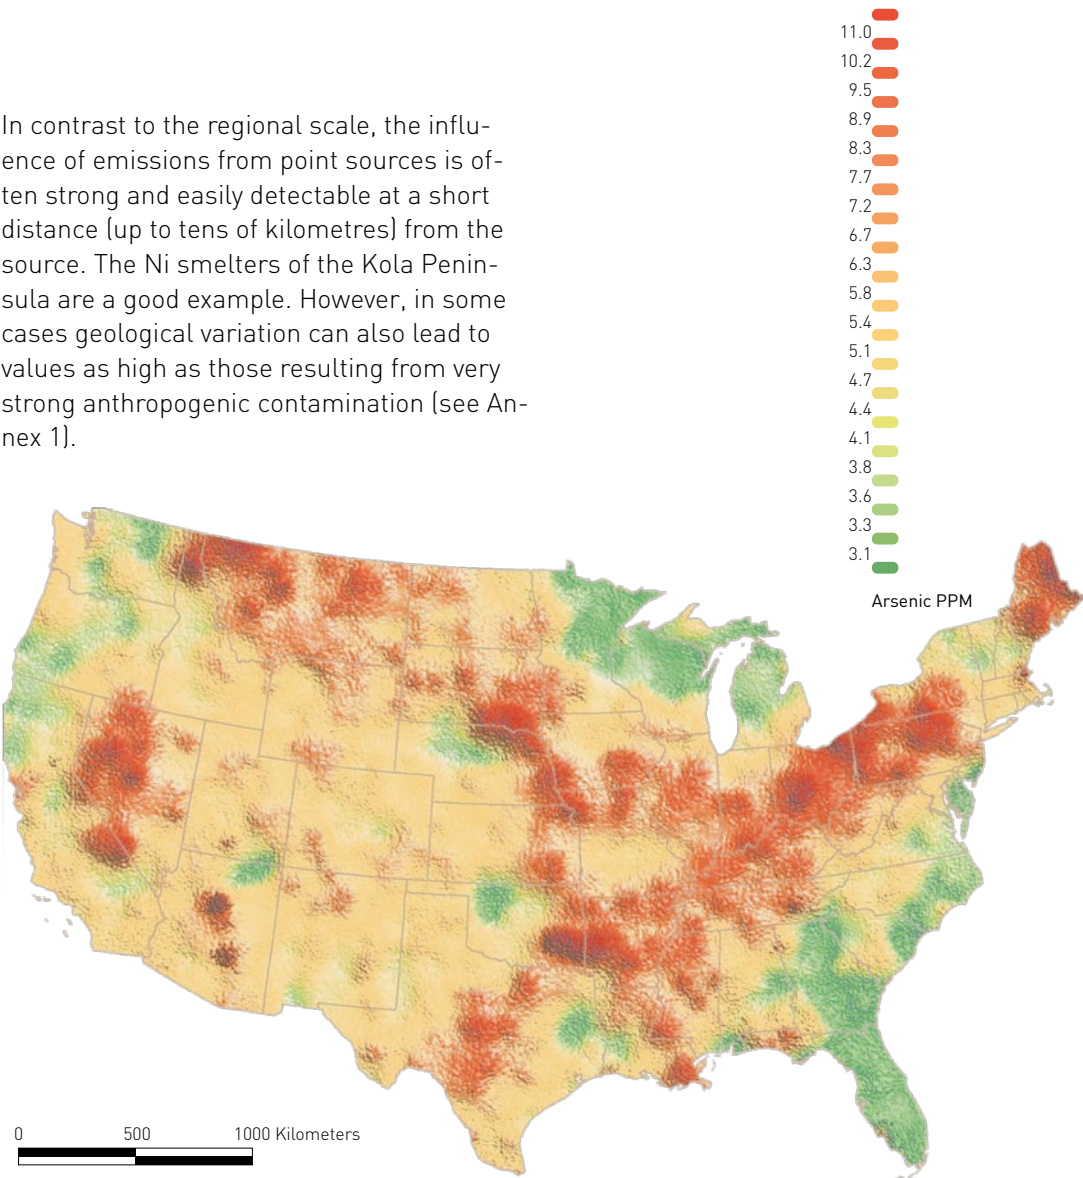 In contrast to the regional scale, the influ-
ence of emissions from point sources is of-
ten strong and easily detectable at a short
distance (up to tens of kilometres) from the
source. The Ni smelters of the Kola Penin-
sula are a good example. However, in some
cases geological variation can also lead to
values as high as those resulting from very
strong anthropogenic contamination (see An-
nex 1).
11.0
10.2
9.5
8.9
8.3
7.7
7.2
6.7
6.3
5.8
5.4
5.1
4.7
4.4
4.1
3.8
3.6
3.3
3.1
Arsenic PPM
0 500 1000 Kilometers